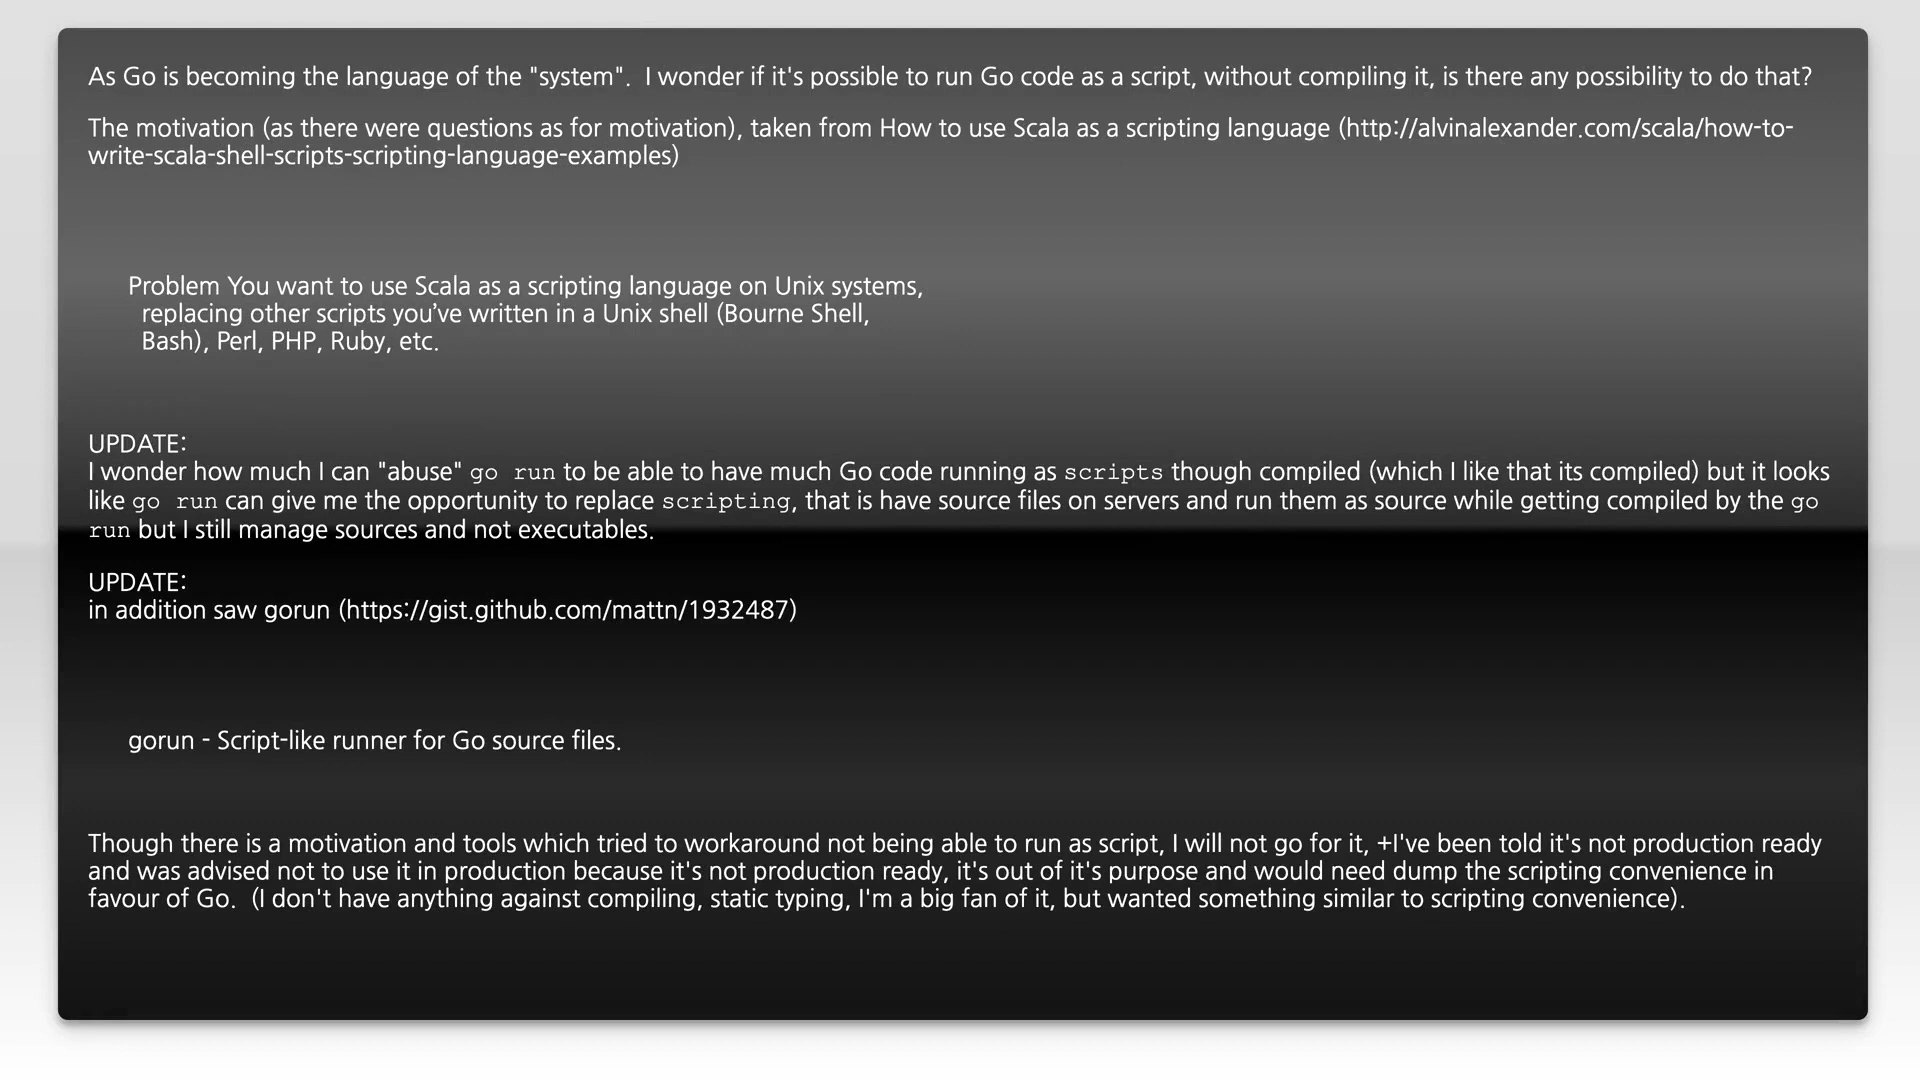 As Go is becoming the language of the "system".  I wonder if it's possible to run Go code as a script, without compiling it, is there any possibility to do that?
The motivation (as there were questions as for motivation), taken from How to use Scala as a scripting language (http://alvinalexander.com/scala/how-to-
write-scala-shell-scripts-scripting-language-examples)
Problem You want to use Scala as a scripting language on Unix systems,
replacing other scripts you’ve written in a Unix shell (Bourne Shell,
Bash), Perl, PHP, Ruby, etc.
UPDATE:
I wonder how much I can "abuse" go run to be able to have much Go code running as scripts though compiled (which I like that its compiled) but it looks
like go run can give me the opportunity to replace scripting, that is have source files on servers and run them as source while getting compiled by the go
run but I still manage sources and not executables.
UPDATE:
in addition saw gorun (https://gist.github.com/mattn/1932487)
gorun - Script-like runner for Go source files.
Though there is a motivation and tools which tried to workaround not being able to run as script, I will not go for it, +I've been told it's not production ready
and was advised not to use it in production because it's not production ready, it's out of it's purpose and would need dump the scripting convenience in
favour of Go.  (I don't have anything against compiling, static typing, I'm a big fan of it, but wanted something similar to scripting convenience).